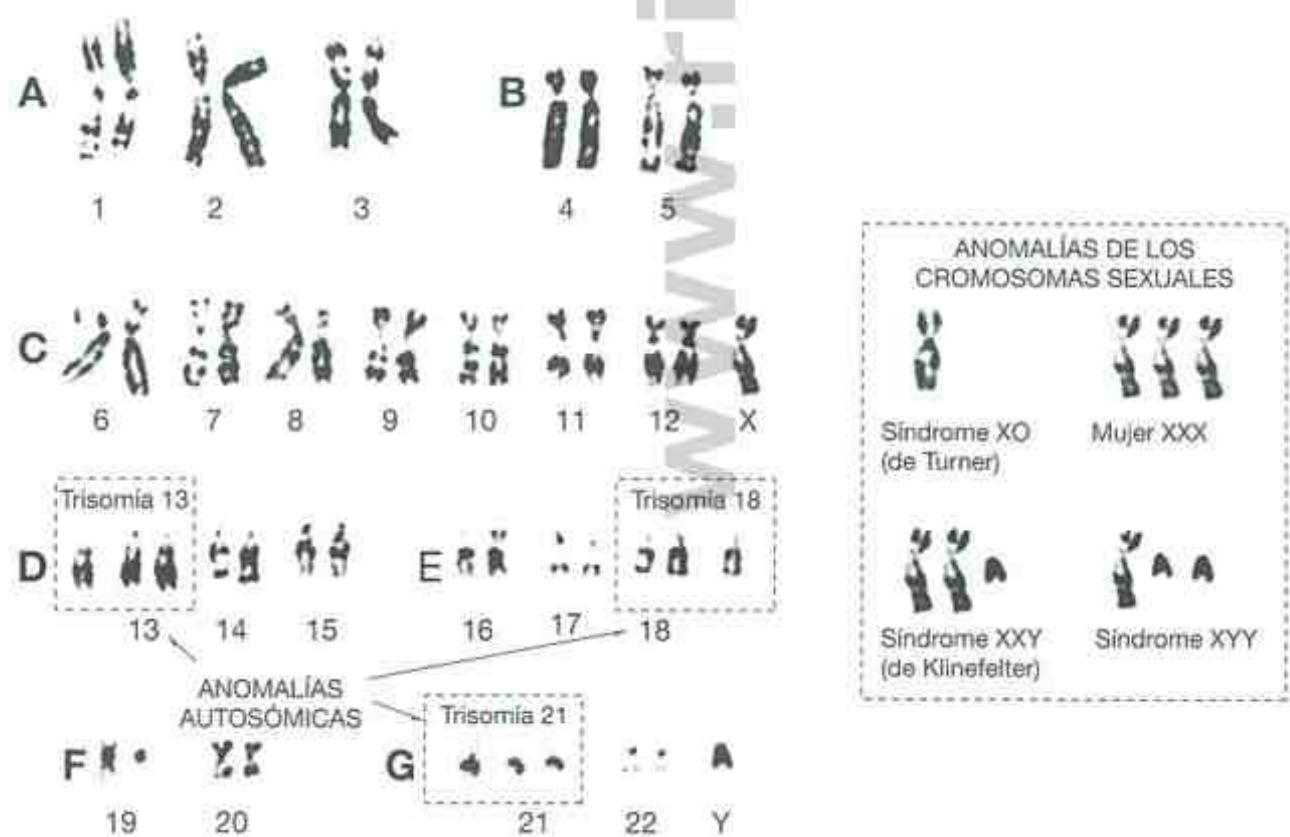 A B
1 2 3 4 5
ANOMALÍAS DE LOS
CROMOSOMAS SEXUALES
Síndrome XO
(de Turner)
Mujer XXX
Síndrome XXY
(de Klinefelter)
Síndrome XYY
C
6 7 8 9 10 11 12 X
Trisomía 13
Trisomía 18
D E
13 14 15 16 17 18
ANOMALÍAS
AUTOSÓMICAS
Trisomía 21
F G
19 20 21 22 Y